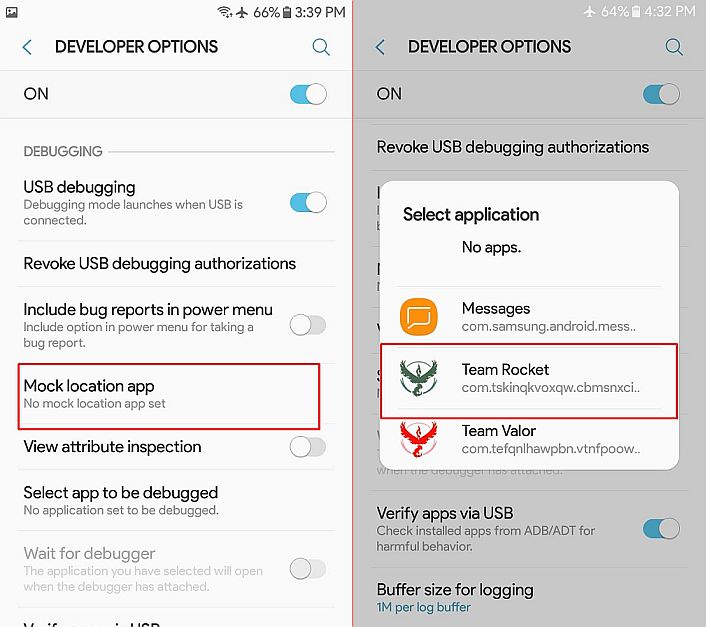 66% 3:39 PM
DEVELOPER OPTIONS
ON
DEBUGGING
USB debugging
Debugging mode launches when USB is
connected.
Revoke USB debugging authorizations
Include bug reports in power menu
Include option in power menu for taking a
bug report.
Mock location app
No mock location app set
View attribute inspection
Select app to be debugged
No application set to be debugged.
Wait for debugger
The application you have selected will open
when the debugger has attached.
64% 4:32 PM
DEVELOPER OPTIONS
ON
Revoke USB debugging authorizations
Select application
No apps.
Messages
com.samsung.android.mess..
Team Rocket
com.tskinqkvoxqw.cbmsnxci..
Team Valor
com.tefqnlhawpbn.vtnfpoow..
when the debugger has attached.
Verify apps via USB
Check installed apps from ADB/ADT for
harmful behavior.
Buffer size for logging
1M per log buffer